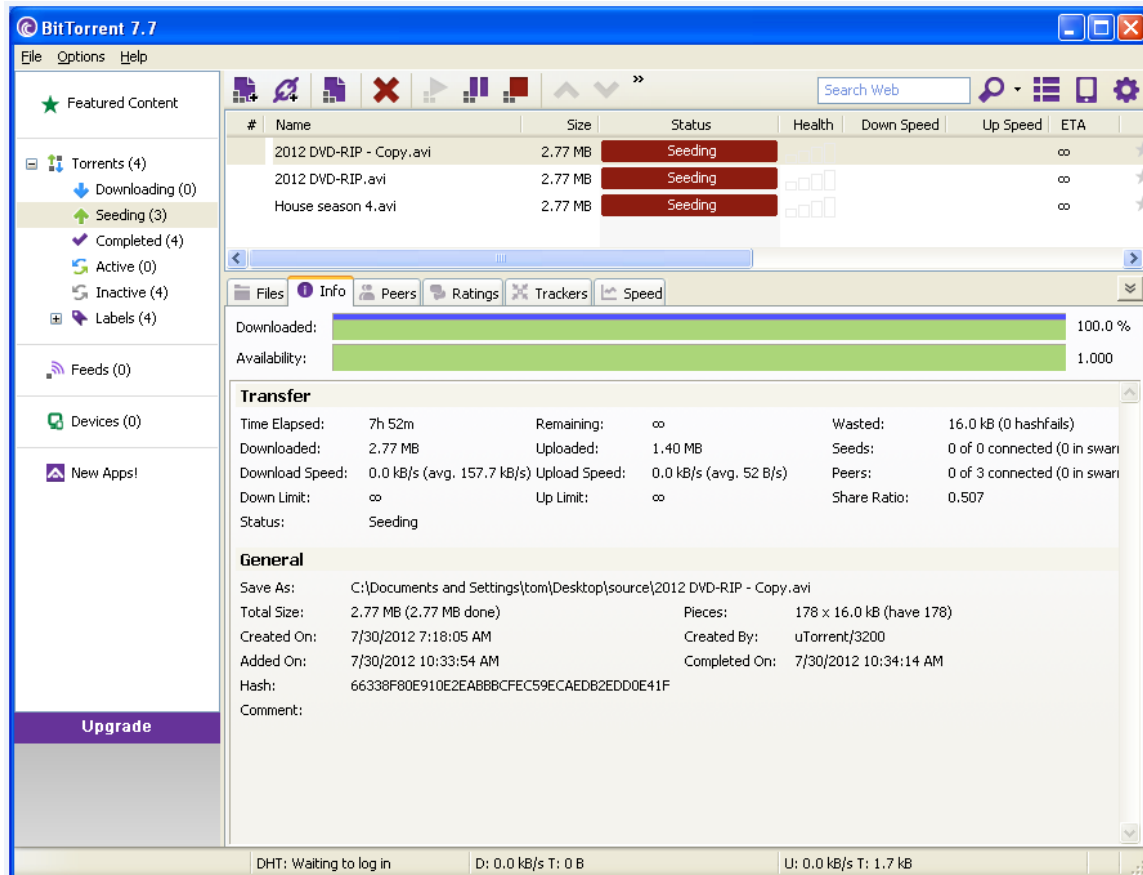 BitTorrent 7.7
File Options Help
Featured Content
Torrents (4)
Downloading (0)
Seeding (3)
Completed (4)
Active (0)
Inactive (4)
Labels (4)
Feeds (0)
Devices (0)
New Apps!
Upgrade
» Search Web
# Name Size Status Health Down Speed Up Speed ETA
2012 DVD-RIP - Copy.avi 2.77 MB Seeding ∞
2012 DVD-RIP.avi 2.77 MB Seeding ∞
House season 4.avi 2.77 MB Seeding ∞
Files Info Peers Ratings Trackers Speed
Downloaded: 100.0 %
Availability: 1.000
Transfer
Time Elapsed: 7h 52m Remaining: ∞ Wasted: 16.0 kB (0 hashfails)
Downloaded: 2.77 MB Uploaded: 1.40 MB Seeds: 0 of 0 connected (0 in swarm
Download Speed: 0.0 kB/s (avg. 157.7 kB/s) Upload Speed: 0.0 kB/s (avg. 52 B/s) Peers: 0 of 3 connected (0 in swarm
Down Limit: ∞ Up Limit: ∞ Share Ratio: 0.507
Status: Seeding
General
Save As: C:\Documents and Settings\tom\Desktop\source\2012 DVD-RIP - Copy.avi
Total Size: 2.77 MB (2.77 MB done) Pieces: 178 x 16.0 kB (have 178)
Created On: 7/30/2012 7:18:05 AM Created By: uTorrent/3200
Added On: 7/30/2012 10:33:54 AM Completed On: 7/30/2012 10:34:14 AM
Hash: 66338F80E910E2EABBBCFEC59ECAEDB2EDD0E41F
Comment:
DHT: Waiting to log in D: 0.0 kB/s T: 0 B U: 0.0 kB/s T: 1.7 kB